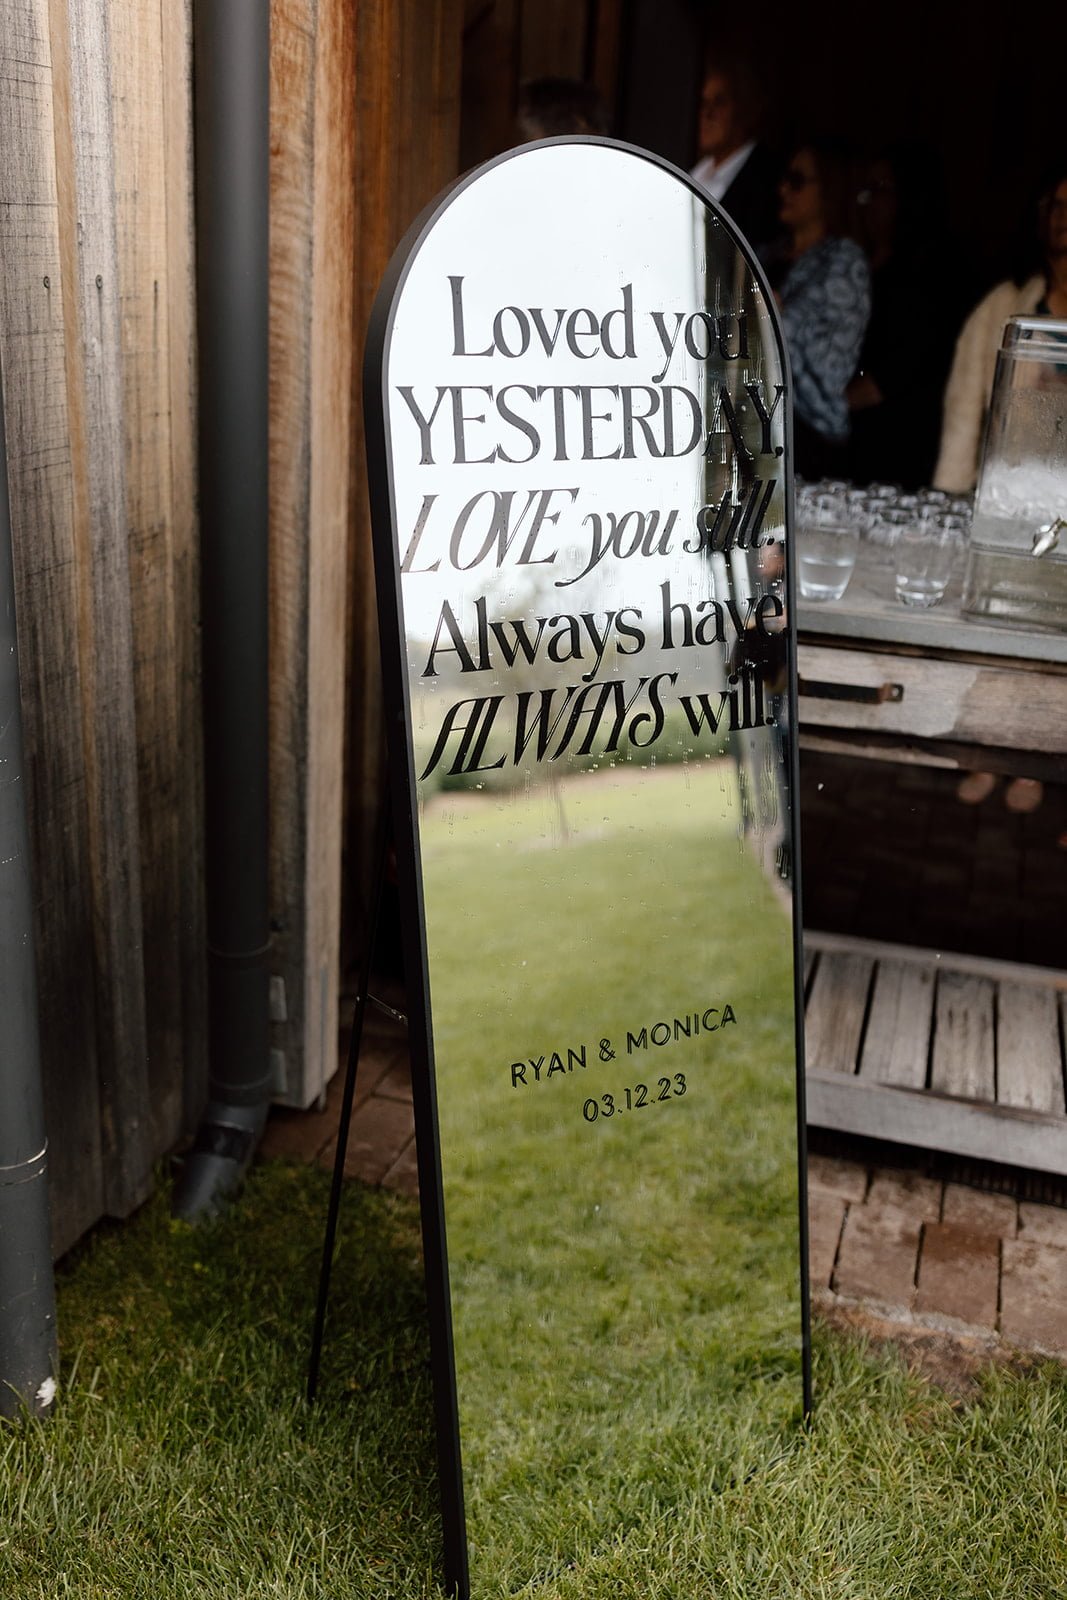 Loved you
YESTERDAY.
LOVE you still.
Always have
ALWAYS will.
RYAN & MONICA
03.12.23